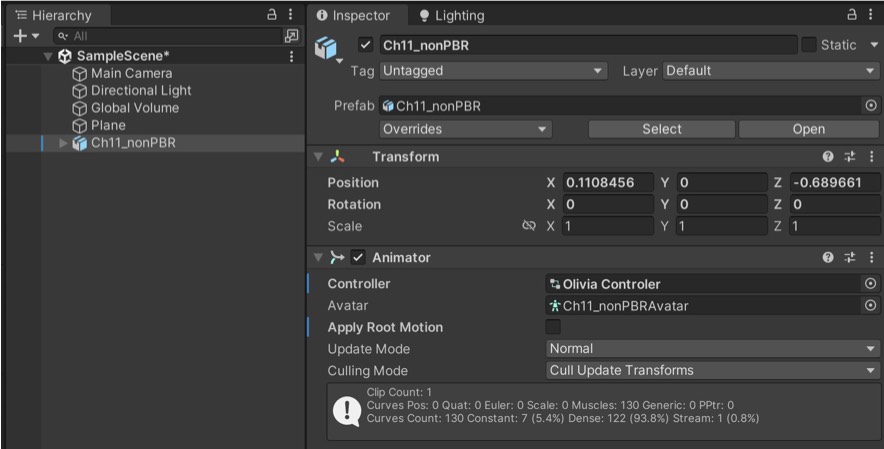 Hierarchy
All
SampleScene*
Main Camera
Directional Light
Global Volume
Plane
Ch11_nonPBR
Inspector
Lighting
Ch11_nonPBR
Static
Tag Untagged
Layer Default
Prefab Ch11_nonPBR
Overrides
Select
Open
Transform
Position X 0.1108456 Y 0 Z -0.689661
Rotation X 0 Y 0 Z 0
Scale X 1 Y 1 Z 1
Animator
Controller Olivia Controler
Avatar Ch11_nonPBRAvatar
Apply Root Motion
Update Mode Normal
Culling Mode Cull Update Transforms
Clip Count: 1
Curves Pos: 0 Quat: 0 Euler: 0 Scale: 0 Muscles: 130 Generic: 0 PPtr: 0
Curves Count: 130 Constant: 7 (5.4%) Dense: 122 (93.8%) Stream: 1 (0.8%)